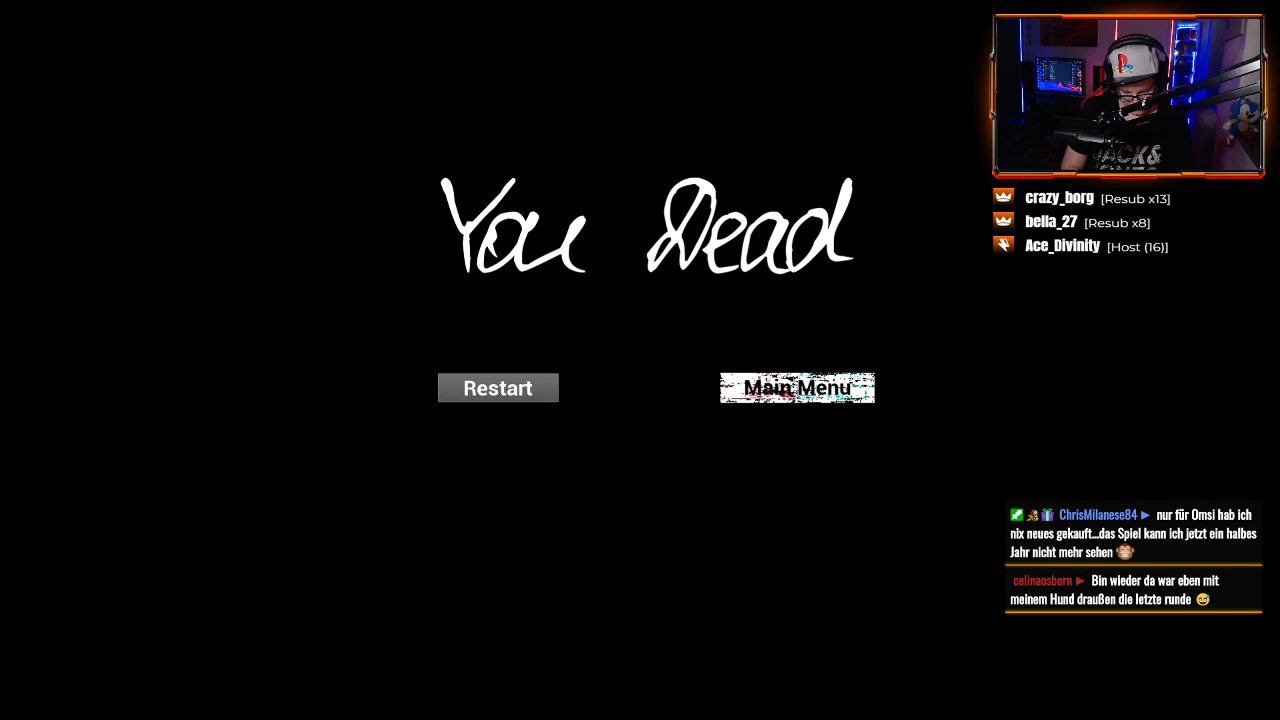 You Dead
Restart
Main Menu
crazy_borg [Resub x13]
bella_27 [Resub x8]
Ace_Divinity [Host (16)]
ChrisMilanese84 ► nur für Omsi hab ich
nix neues gekauft...das Spiel kann ich jetzt ein halbes
Jahr nicht mehr sehen 🙈
celinaosborn ► Bin wieder da war eben mit
meinem Hund draußen die letzte runde 😅